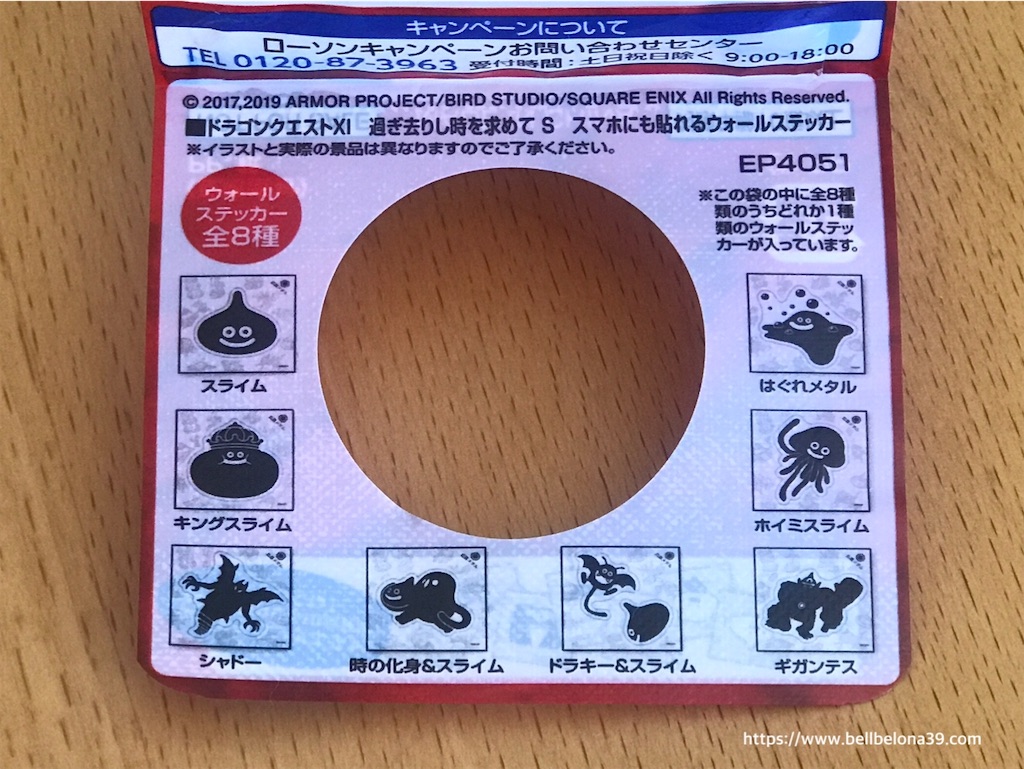 キャンペーンについて
ローソンキャンペーンお問い合わせセンター
TEL 0120-87-3963 受付時間:土日祝日除く 9:00-18:00
© 2017,2019 ARMOR PROJECT/BIRD STUDIO/SQUARE ENIX All Rights Reserved.
■ドラゴンクエストXI 過ぎ去りし時を求めて S スマホにも貼れるウォールステッカー
※イラストと実際の景品は異なりますのでご了承ください。
EP4051
ウォール
ステッカー
全8種
※この袋の中に全8種
類のうちどれか1種
類のウォールステッ
カーが入っています。
スライム
はぐれメタル
キングスライム
ホイミスライム
シャドー
時の化身&スライム
ドラキー&スライム
ギガンテス
https://www.bellbelona39.com